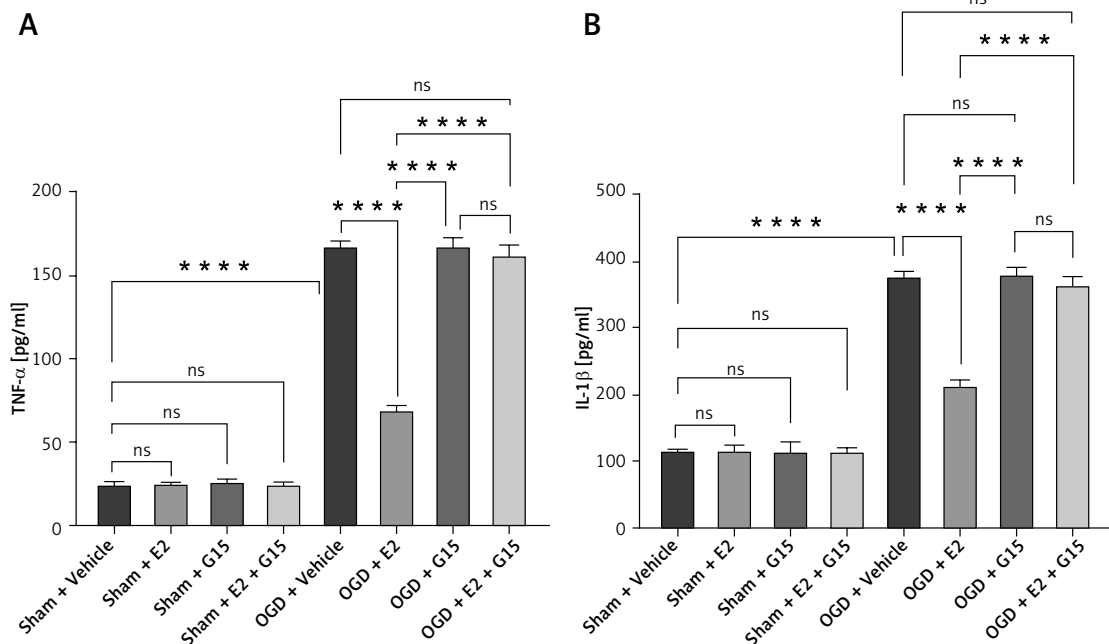 A
ns
* * * *
* * * *
* * * *
ns
* * * *
ns
ns
ns
TNF-α [pg/ml]
200
150
100
50
0
Sham + Vehicle
Sham + E2
Sham + G15
Sham + E2 + G15
OGD + Vehicle
OGD + E2
OGD + G15
OGD + E2 + G15
B
ns
* * * *
ns
* * * *
* * * *
* * * *
ns
ns
ns
ns
IL-1β [pg/ml]
500
400
300
200
100
0
Sham + Vehicle
Sham + E2
Sham + G15
Sham + E2 + G15
OGD + Vehicle
OGD + E2
OGD + G15
OGD + E2 + G15